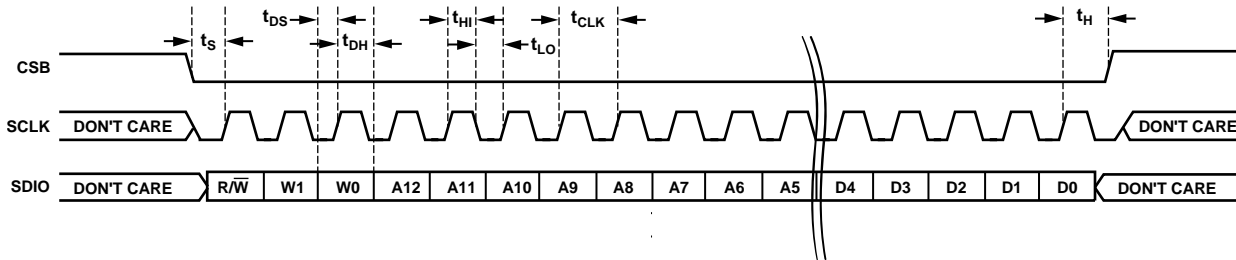 tDS tHI tCLK tH
tS tDH tLO
CSB
SCLK DON'T CARE DON'T CARE
SDIO DON'T CARE R/W̅ W1 W0 A12 A11 A10 A9 A8 A7 A6 A5 D4 D3 D2 D1 D0 DON'T CARE